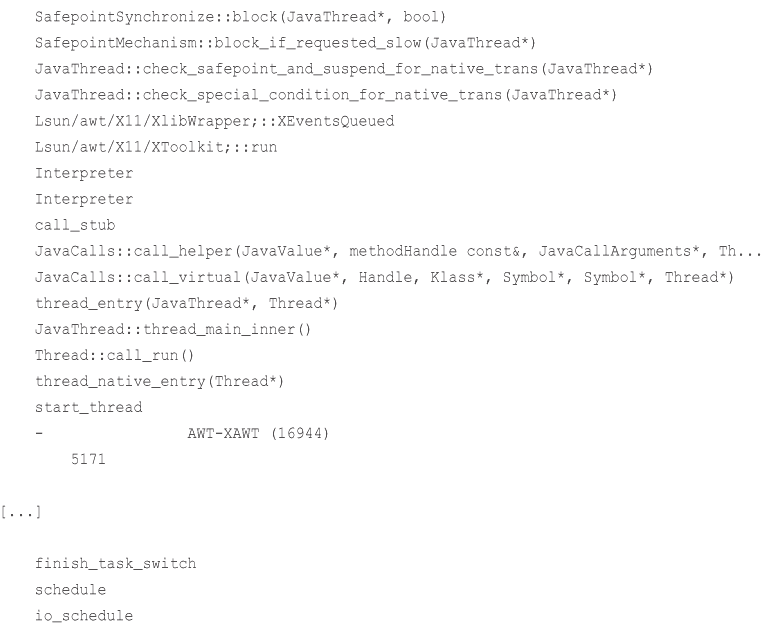 SafepointSynchronize::block(JavaThread*, bool)
SafepointMechanism::block_if_requested_slow(JavaThread*)
JavaThread::check_safepoint_and_suspend_for_native_trans(JavaThread*)
JavaThread::check_special_condition_for_native_trans(JavaThread*)
Lsun/awt/X11/XlibWrapper;::XEventsQueued
Lsun/awt/X11/XToolkit;::run
Interpreter
Interpreter
call_stub
JavaCalls::call_helper(JavaValue*, methodHandle const&, JavaCallArguments*, Th...
JavaCalls::call_virtual(JavaValue*, Handle, Klass*, Symbol*, Symbol*, Thread*)
thread_entry(JavaThread*, Thread*)
JavaThread::thread_main_inner()
Thread::call_run()
thread_native_entry(Thread*)
start_thread
- AWT-XAWT (16944)
5171
[...]
finish_task_switch
schedule
io_schedule